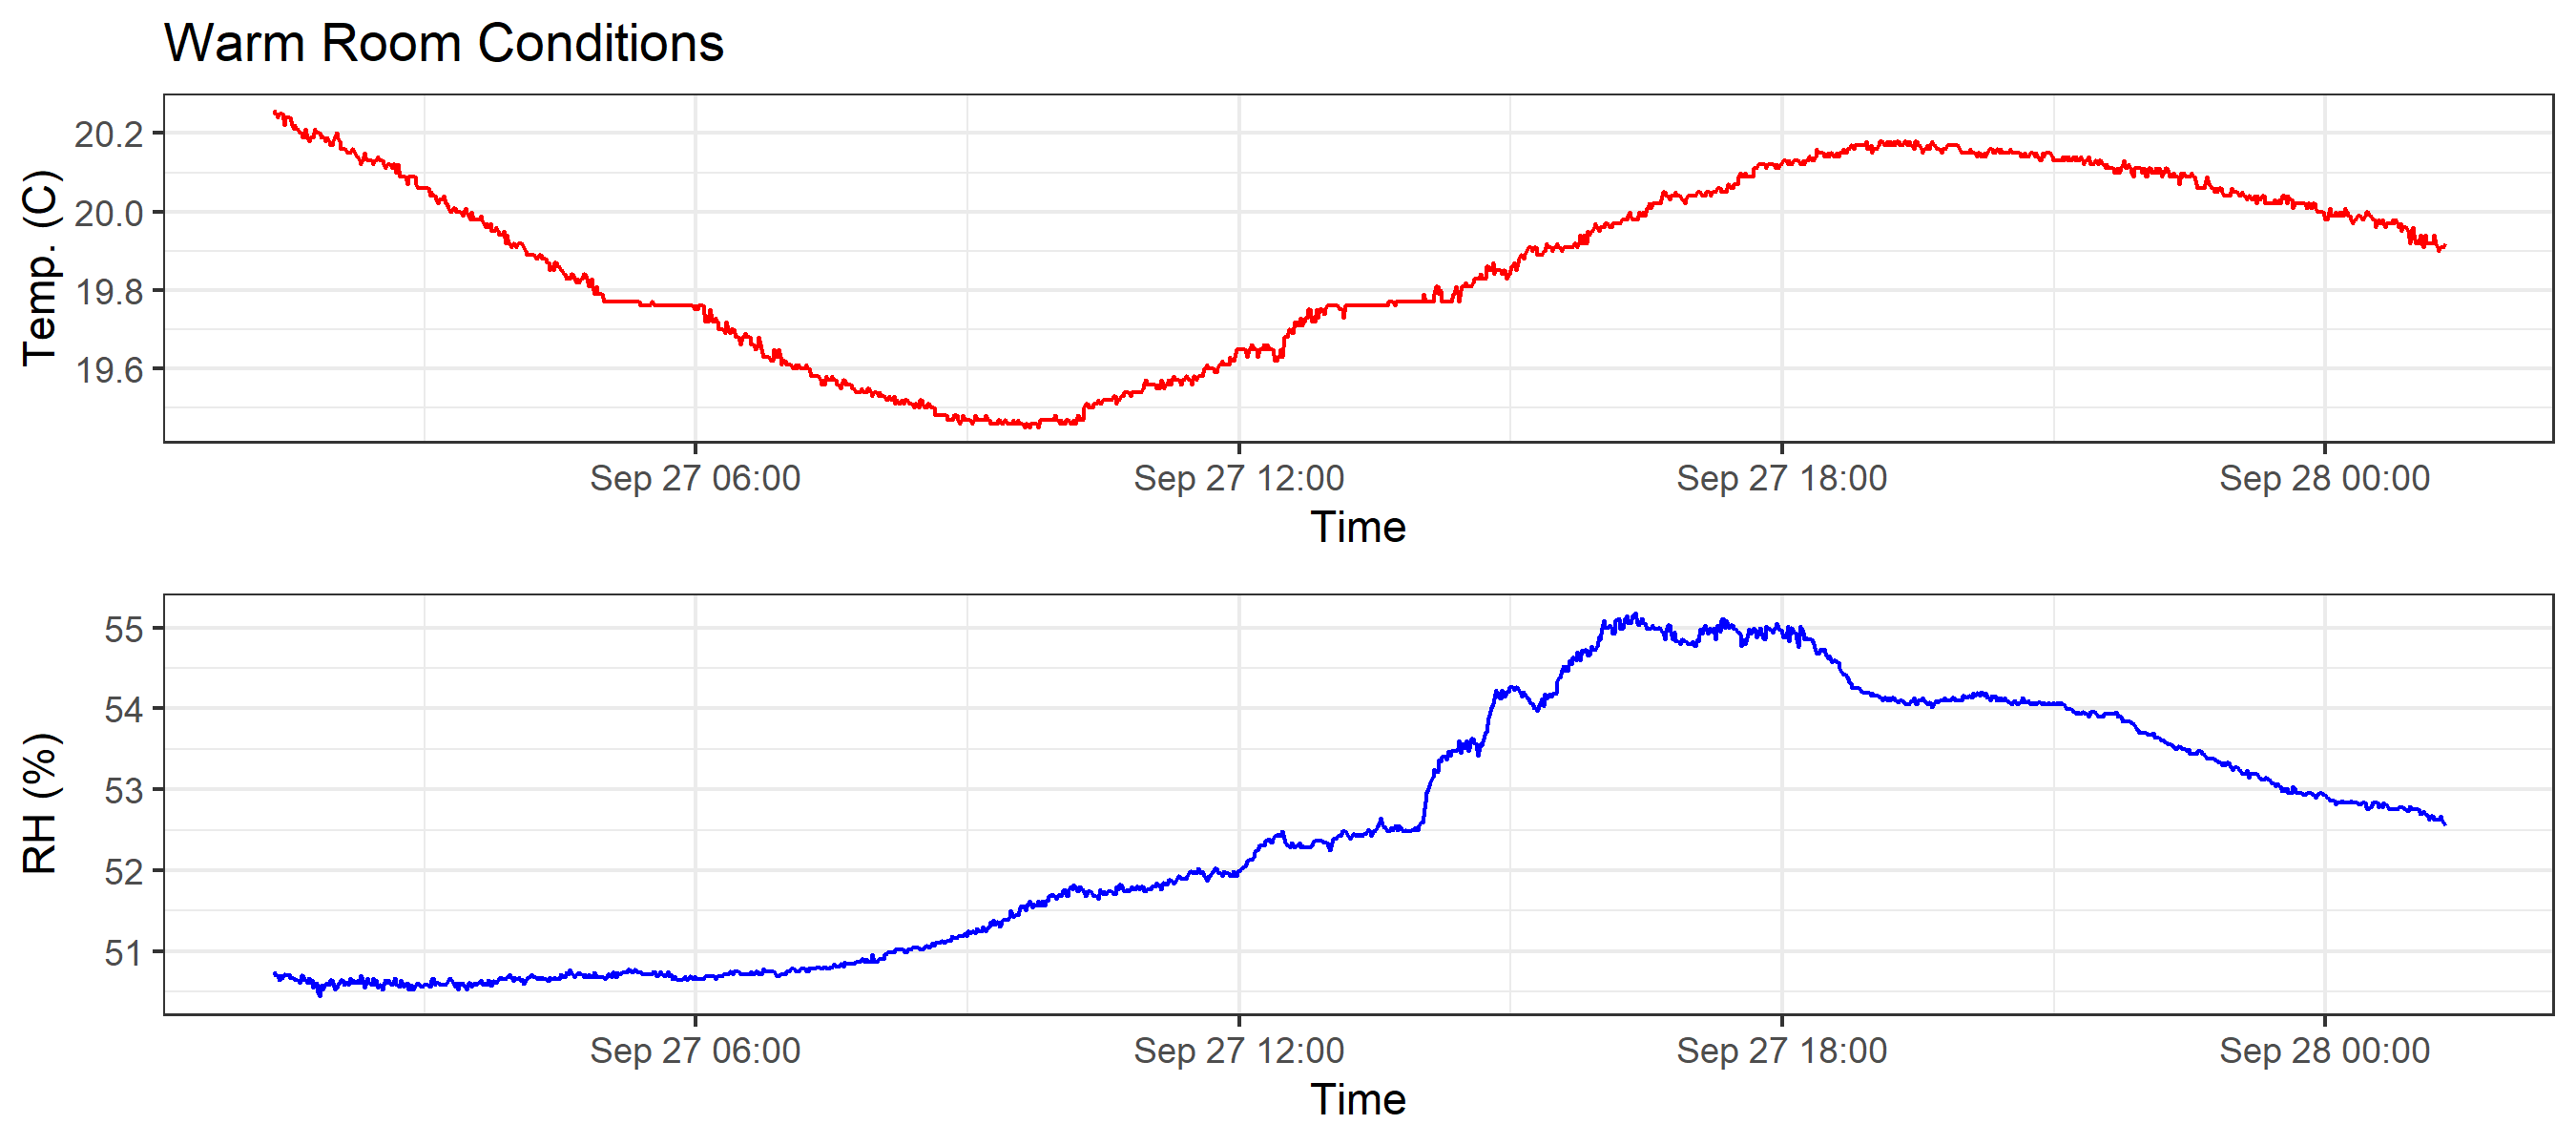 Warm Room Conditions
Temp. (C)
20.2
20.0
19.8
19.6
Sep 27 06:00 Sep 27 12:00 Sep 27 18:00 Sep 28 00:00
Time
RH (%)
55
54
53
52
51
Sep 27 06:00 Sep 27 12:00 Sep 27 18:00 Sep 28 00:00
Time